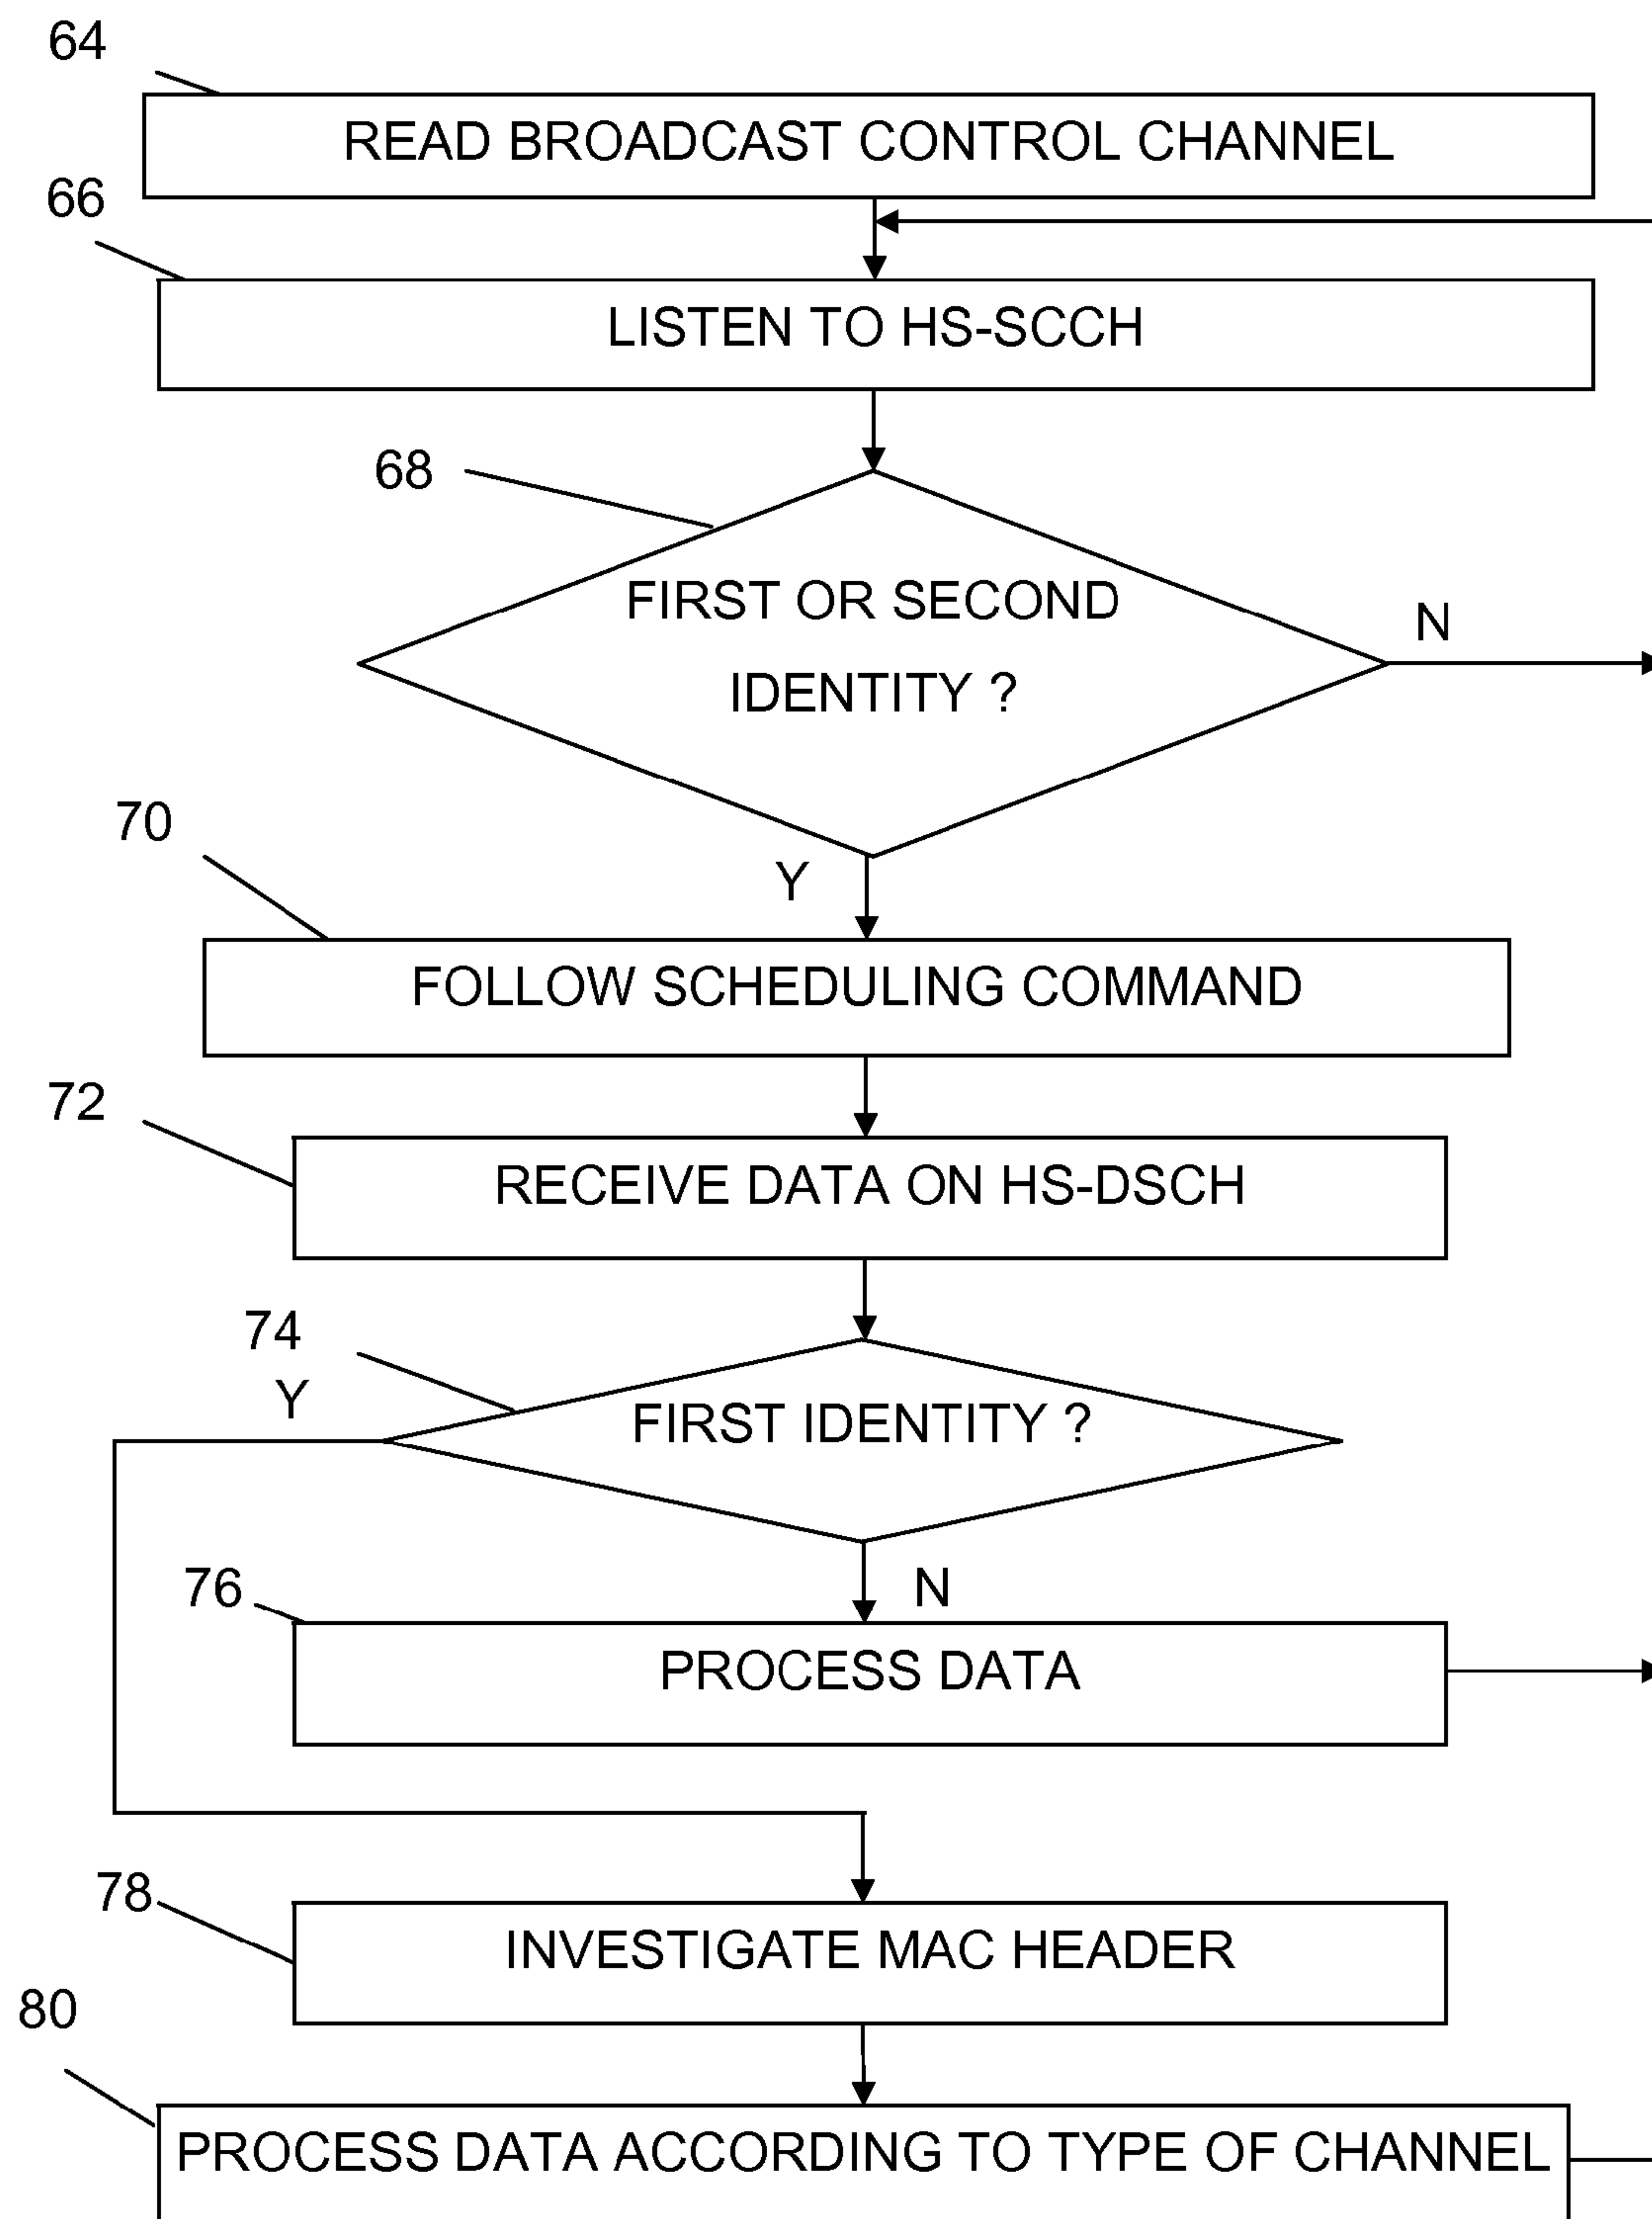 64
READ BROADCAST CONTROL CHANNEL
66
LISTEN TO HS-SCCH
68
FIRST OR SECOND
IDENTITY ?
N
70
Y
FOLLOW SCHEDULING COMMAND
72
RECEIVE DATA ON HS-DSCH
74
Y
FIRST IDENTITY ?
76
N
PROCESS DATA
78
INVESTIGATE MAC HEADER
80
PROCESS DATA ACCORDING TO TYPE OF CHANNEL